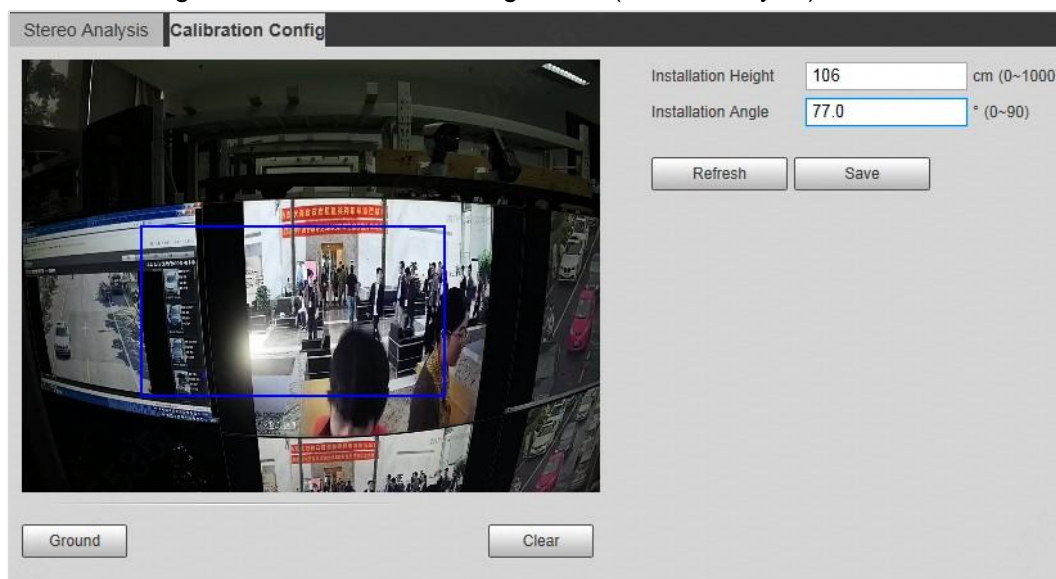 Stereo Analysis Calibration Config
Installation Height 106 cm (0~1000
Installation Angle 77.0 ° (0~90)
Refresh Save
Ground Clear